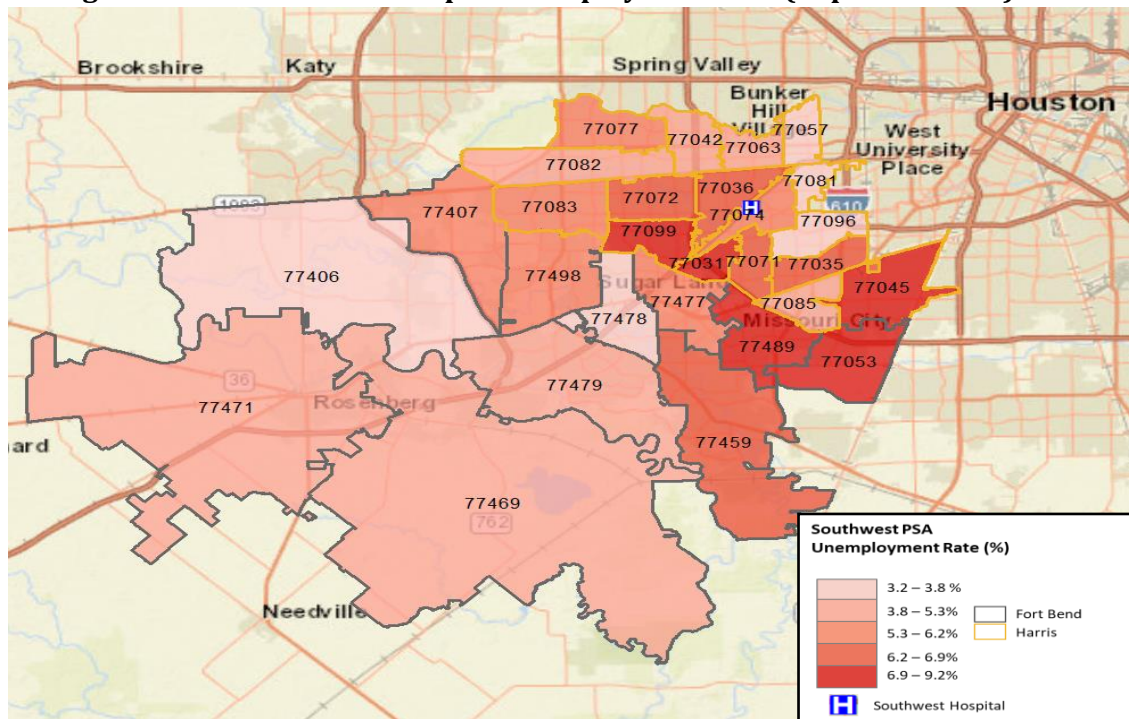 Brookshire
Katy
Spring Valley
Bunker
Hill
Houston
77077
77042
Vill
77057
77063
West
University
Place
77082
77036
77081
77072
77407
77083
77074
H
610
77096
77099
77406
77498
77031
77071
77035
Sugar Land
77045
77477
77085
77478
Missouri City
77489
77053
36
77479
77471
Rosenberg
ard
77459
77469
762
Needville
Southwest PSA
Unemployment Rate (%)
3.2 – 3.8 %
3.8 – 5.3%
Fort Bend
5.3 – 6.2%
Harris
6.2 – 6.9%
6.9 – 9.2%
H Southwest Hospital